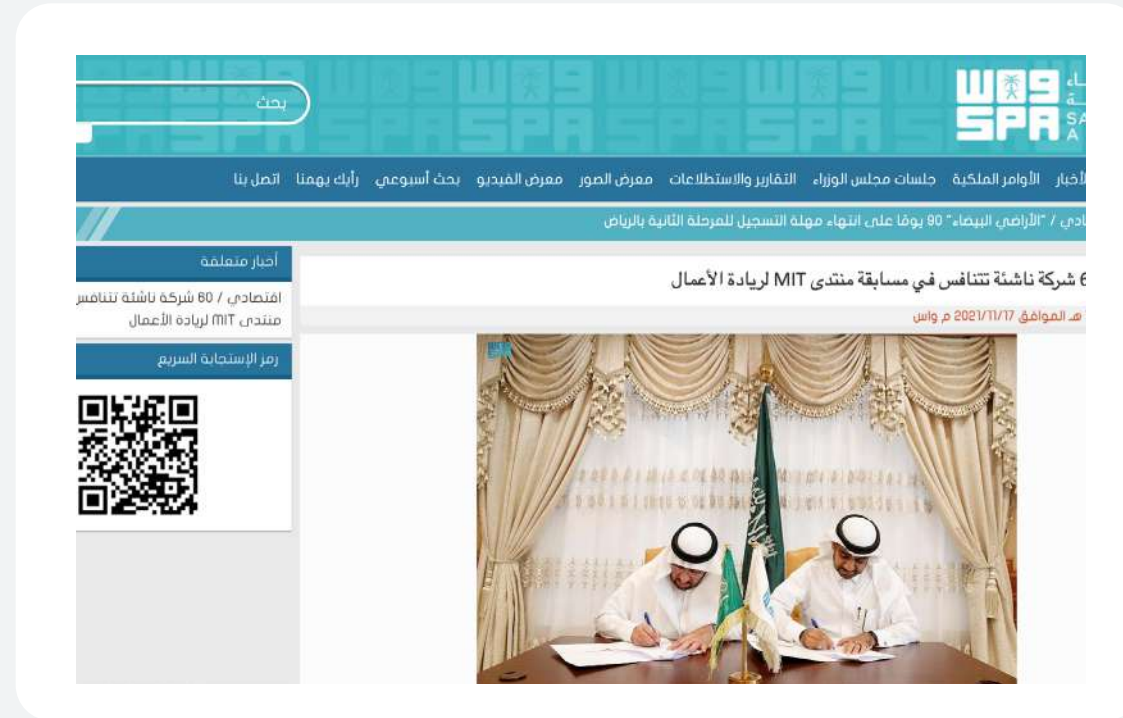 واس
SPA
بحث
الأوامر الملكية جلسات مجلس الوزراء التقارير والاستطلاعات معرض الصور معرض الفيديو بحث أسبوعي رأيك يهمنا اتصل بنا
/ "الأراضي البيضاء" 90 يومًا على انتهاء مهلة التسجيل للمرحلة الثانية بالرياض
شركة ناشئة تتنافس في مسابقة منتدى MIT لريادة الأعمال
هـ الموافق 2021/11/17 م واس
أخبار متعلقة
اقتصادي / 60 شركة ناشئة تتنافس
منتدى MIT لريادة الأعمال
رمز الإستجابة السريع